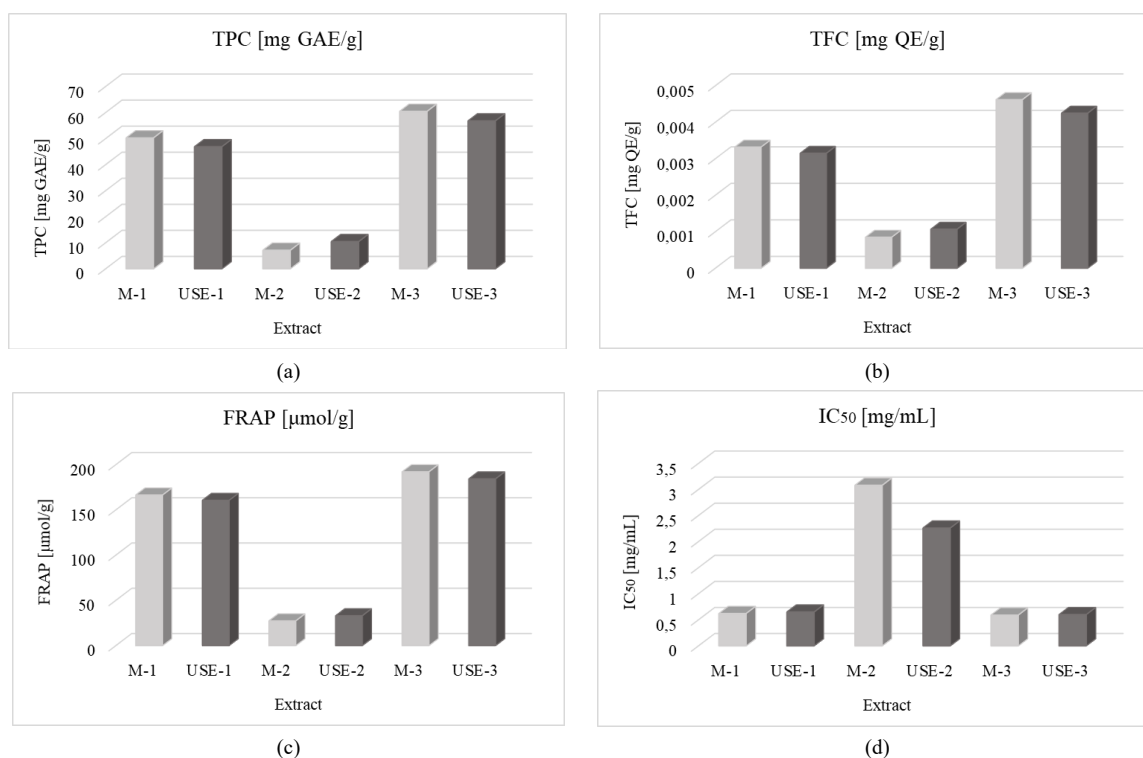 TPC [mg GAE/g]
TPC [mg GAE/g]
70
60
50
40
30
20
10
0
M-1 USE-1 M-2 USE-2 M-3 USE-3
Extract
(a)
TFC [mg QE/g]
TFC [mg QE/g]
0,005
0,004
0,003
0,002
0,001
0
M-1 USE-1 M-2 USE-2 M-3 USE-3
Extract
(b)
FRAP [µmol/g]
FRAP [µmol/g]
200
150
100
50
0
M-1 USE-1 M-2 USE-2 M-3 USE-3
Extract
(c)
IC50 [mg/mL]
IC50 [mg/mL]
3,5
3
2,5
2
1,5
1
0,5
0
M-1 USE-1 M-2 USE-2 M-3 USE-3
Extract
(d)